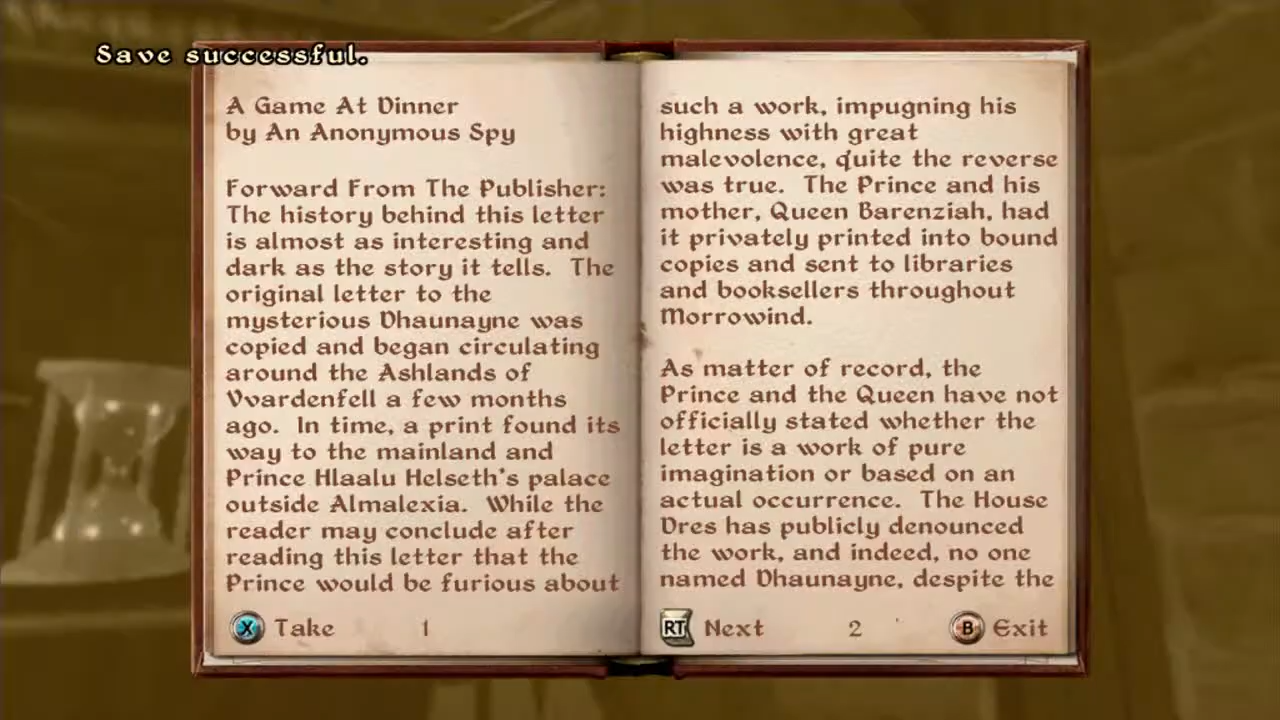 Save successful.
A Game At Dinner
by An Anonymous Spy
Forward From The Publisher:
The history behind this letter
is almost as interesting and
dark as the story it tells.  The
original letter to the
mysterious Dhaunayne was
copied and began circulating
around the Ashlands of
Vvardenfell a few months
ago.  In time, a print found its
way to the mainland and
Prince Hlaalu Helseth's palace
outside Almalexia.  While the
reader may conclude after
reading this letter that the
Prince would be furious about
such a work, impugning his
highness with great
malevolence, quite the reverse
was true.  The Prince and his
mother, Queen Barenziah, had
it privately printed into bound
copies and sent to libraries
and booksellers throughout
Morrowind.
As matter of record, the
Prince and the Queen have not
officially stated whether the
letter is a work of pure
imagination or based on an
actual occurrence.  The House
Dres has publicly denounced
the work, and indeed, no one
named Dhaunayne, despite the
X Take 1
RT Next 2 B Exit